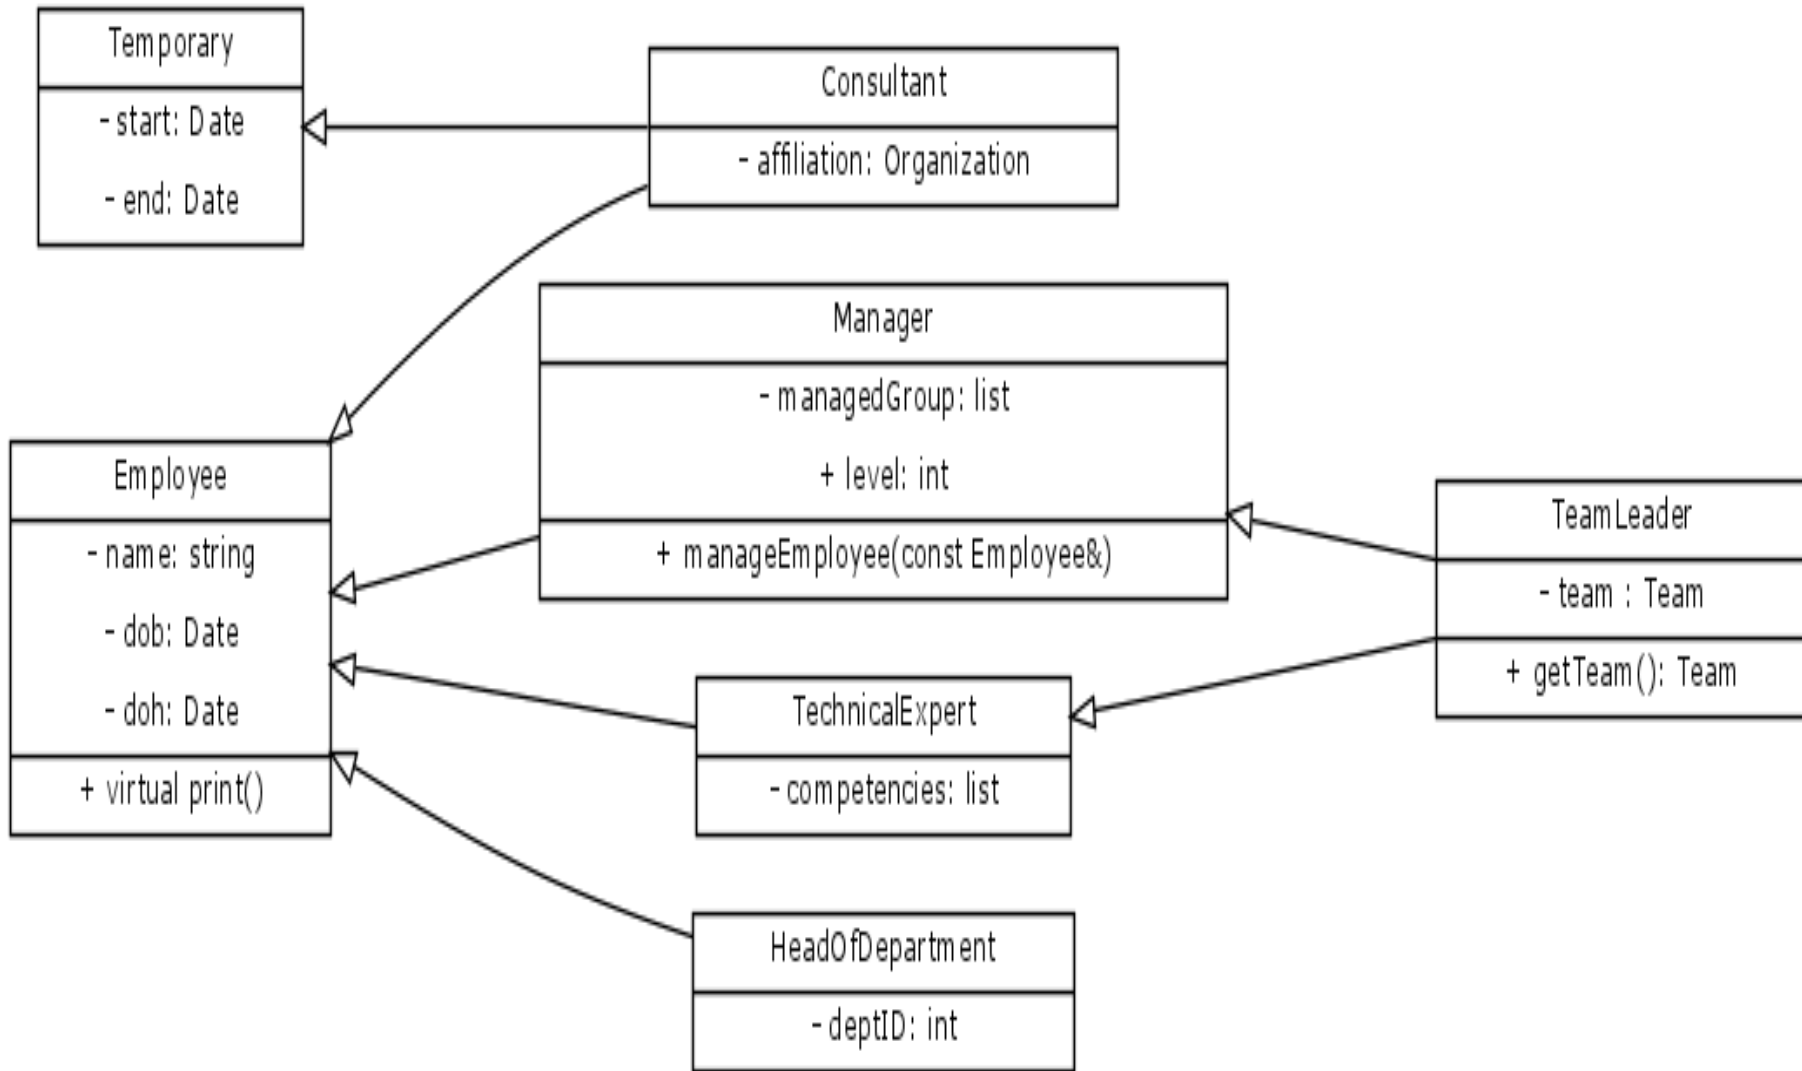 Temporary
- start: Date
- end: Date
Consultant
- affiliation: Organization
Manager
- managedGroup: list
+ level: int
+ manageEmployee(const Employee&)
Employee
- name: string
- dob: Date
- doh: Date
+ virtual print()
TeamLeader
- team : Team
+ getTeam(): Team
TechnicalExpert
- competencies: list
HeadOfDepartment
- deptID: int